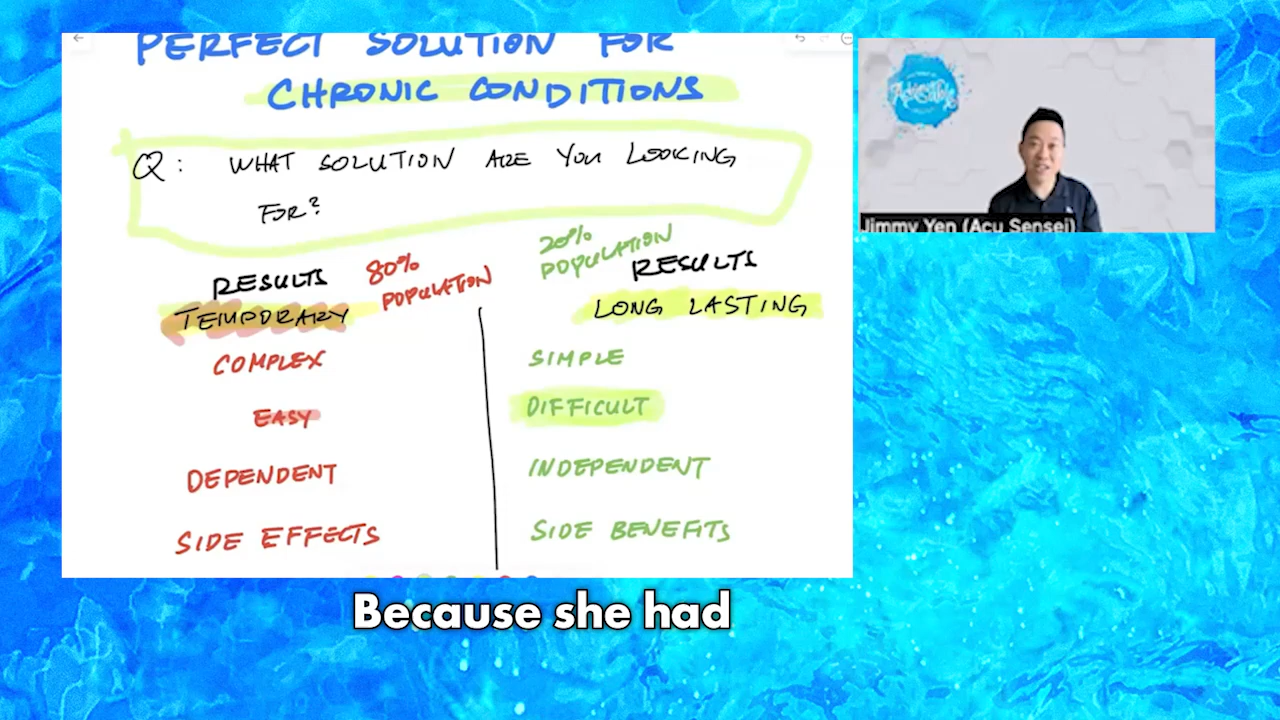 PERFECT SOLUTION FOR
CHRONIC CONDITIONS
Q: WHAT SOLUTION ARE YOU LOOKING
FOR?
RESULTS
TEMPORARY
80%
POPULATION
COMPLEX
EASY
DEPENDENT
SIDE EFFECTS
20%
POPULATION
RESULTS
LONG LASTING
SIMPLE
DIFFICULT
INDEPENDENT
SIDE BENEFITS
Jimmy Yen (Acu Sensei)
Because she had